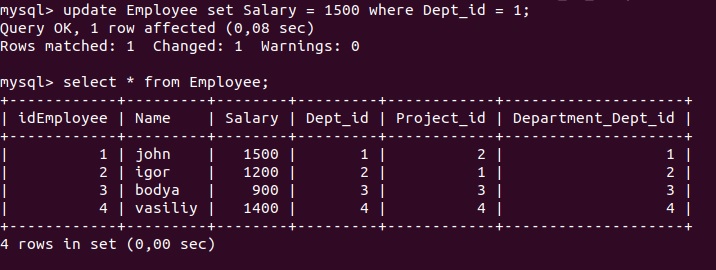 mysql> update Employee set Salary = 1500 where Dept_id = 1;
Query OK, 1 row affected (0,08 sec)
Rows matched: 1  Changed: 1  Warnings: 0

mysql> select * from Employee;
+------------+---------+--------+---------+------------+--------------------+
| idEmployee | Name    | Salary | Dept_id | Project_id | Department_Dept_id |
+------------+---------+--------+---------+------------+--------------------+
|          1 | john    |   1500 |       1 |          2 |                  1 |
|          2 | igor    |   1200 |       2 |          1 |                  2 |
|          3 | bodya   |    900 |       3 |          3 |                  3 |
|          4 | vasiliy |   1400 |       4 |          4 |                  4 |
+------------+---------+--------+---------+------------+--------------------+
4 rows in set (0,00 sec)